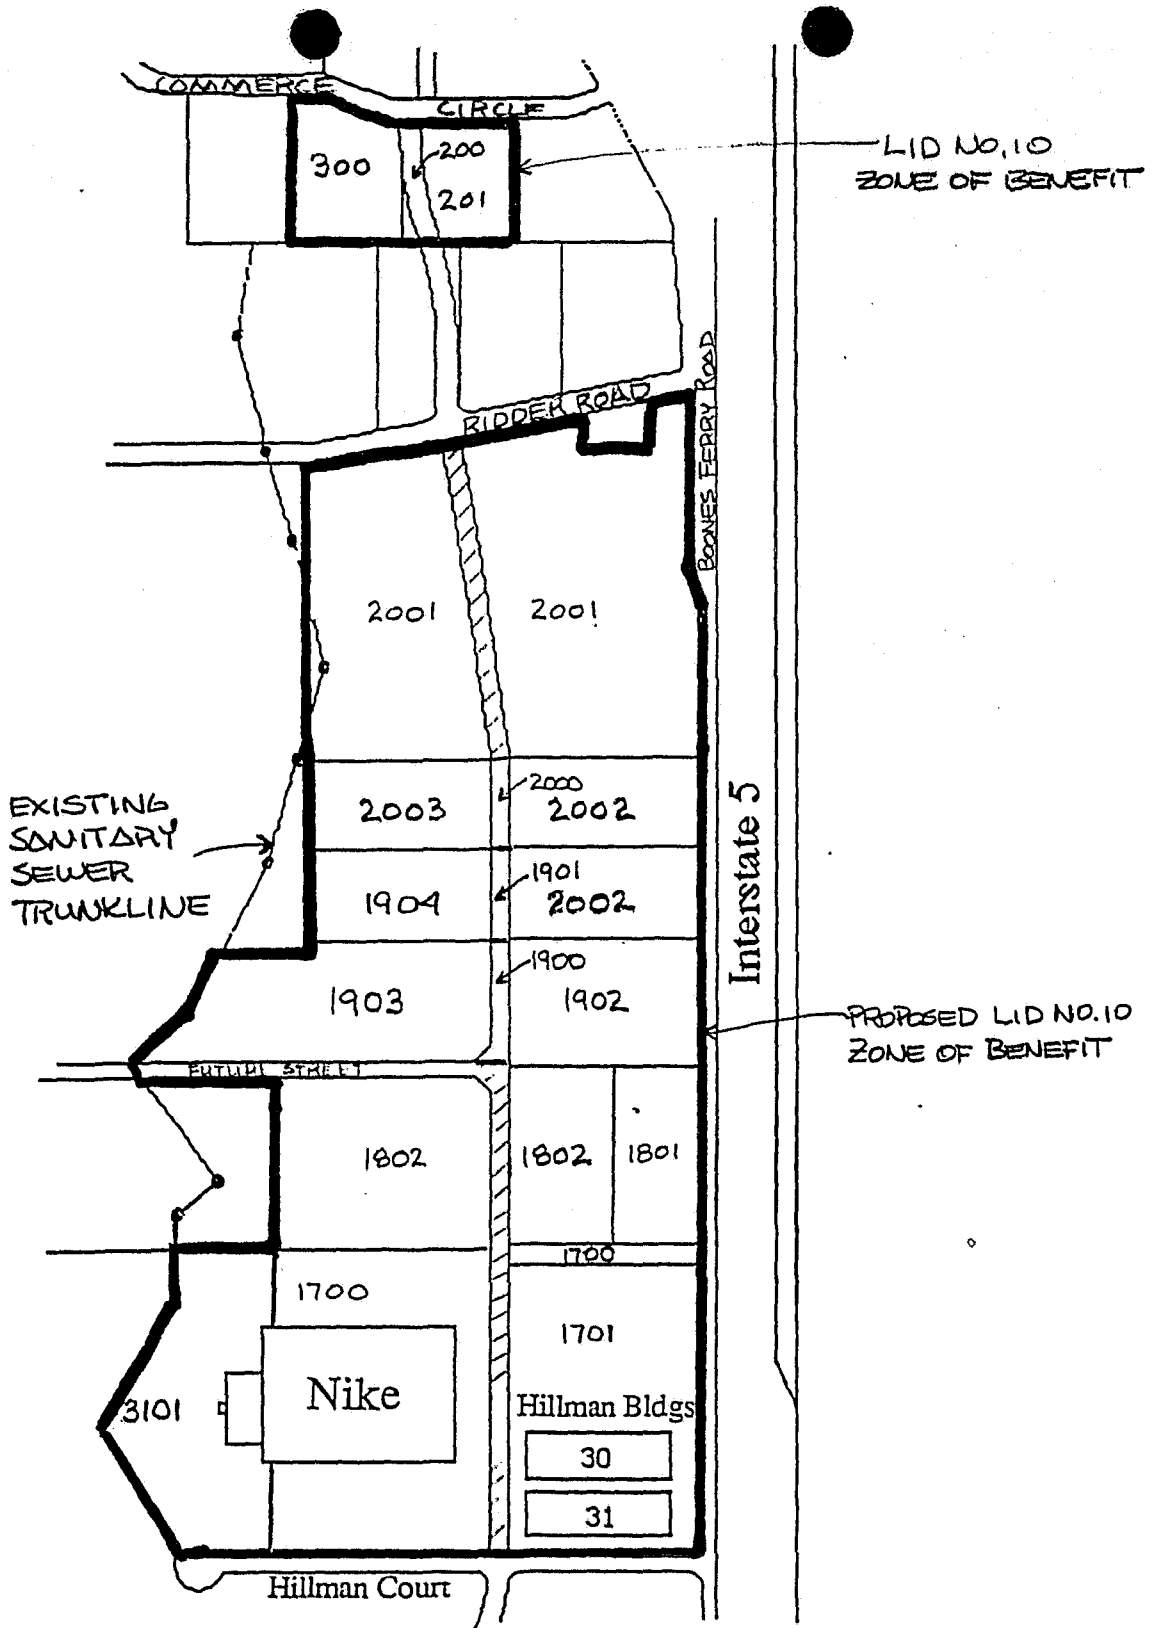 COMMERCE
CIRCLE
300
200
201
LID NO. 10
ZONE OF BENEFIT
RIDDER ROAD
BOONES FERRY ROAD
2001
2001
2000
2003
2002
EXISTING
SANITARY
SEWER
TRUNKLINE
1901
1904
2002
Interstate 5
1900
1903
1902
PROPOSED LID NO. 10
ZONE OF BENEFIT
FUTURE STREET
1802
1802
1801
1700
1700
1701
Nike
3101
Hillman Bldgs
30
31
Hillman Court